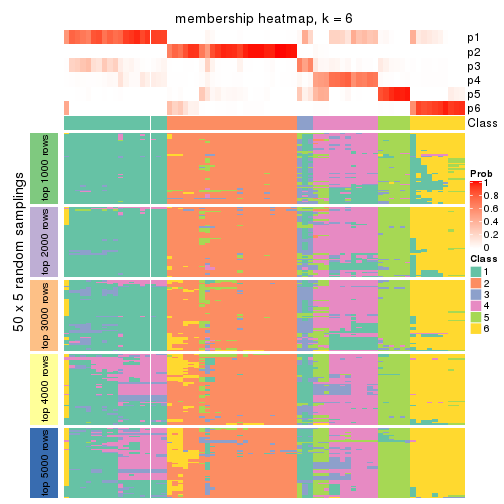 membership heatmap, k = 6
p1
p2
p3
p4
p5
p6
Class
50 x 5 random samplings
top 1000 rows
top 2000 rows
top 3000 rows
top 4000 rows
top 5000 rows
Prob
1
0.8
0.6
0.4
0.2
0
Class
1
2
3
4
5
6